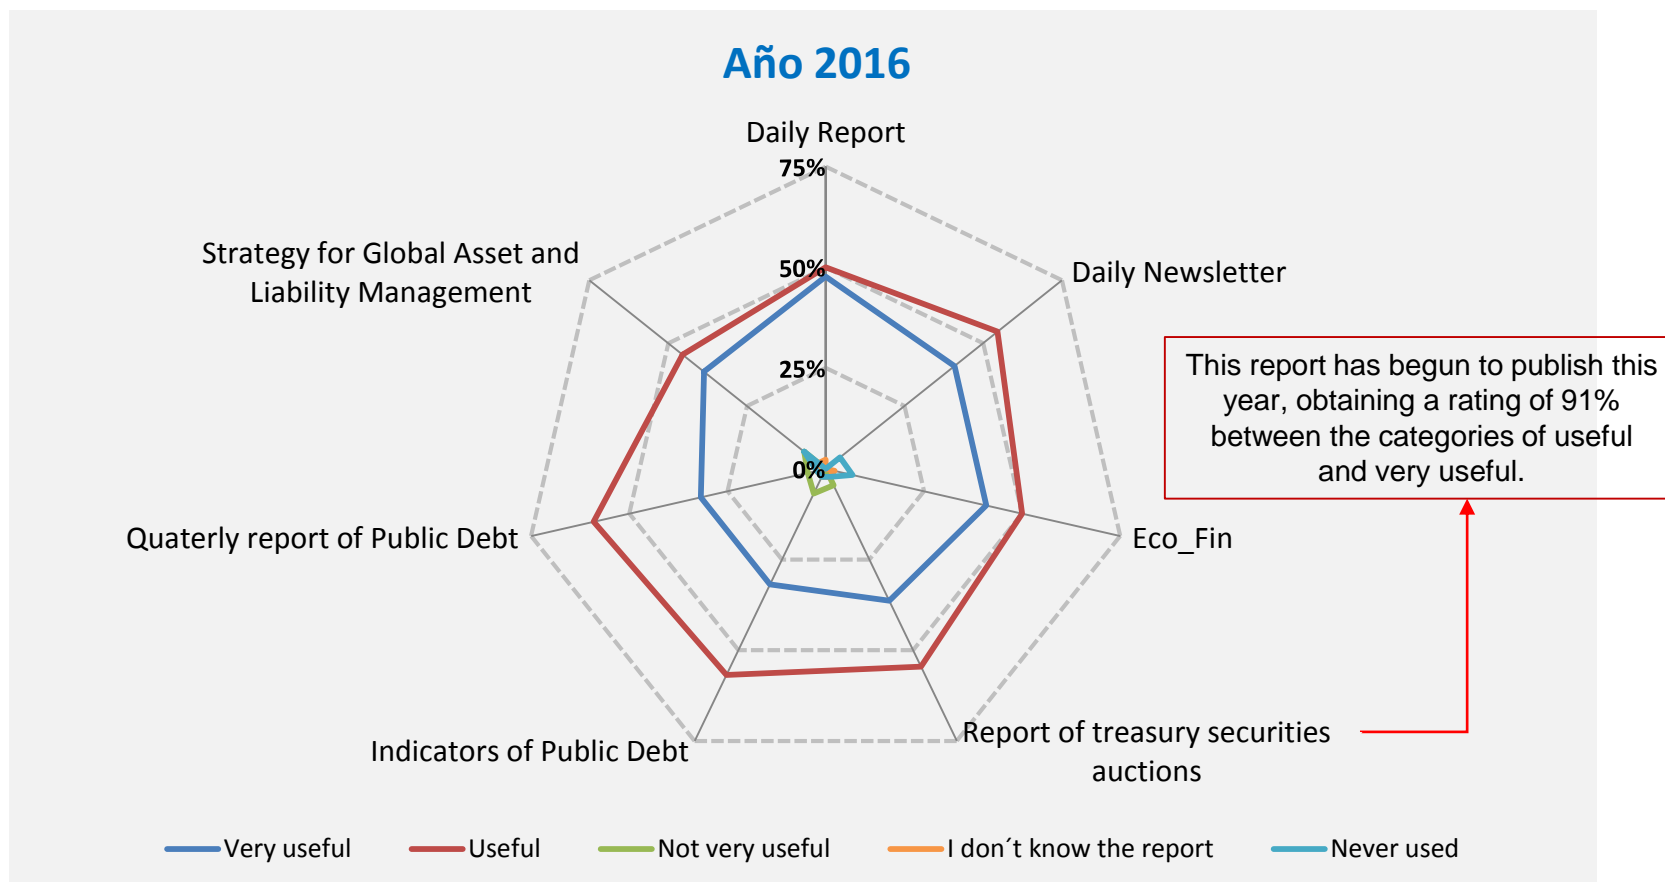 Año 2016
Daily Report
75%
Strategy for Global Asset and
Liability Management
50%
Daily Newsletter
25%
This report has begun to publish this
year, obtaining a rating of 91%
between the categories of useful
and very useful.
0%
Quaterly report of Public Debt
Eco_Fin
Indicators of Public Debt
Report of treasury securities
auctions
Very useful
Useful
Not very useful
I don´t know the report
Never used